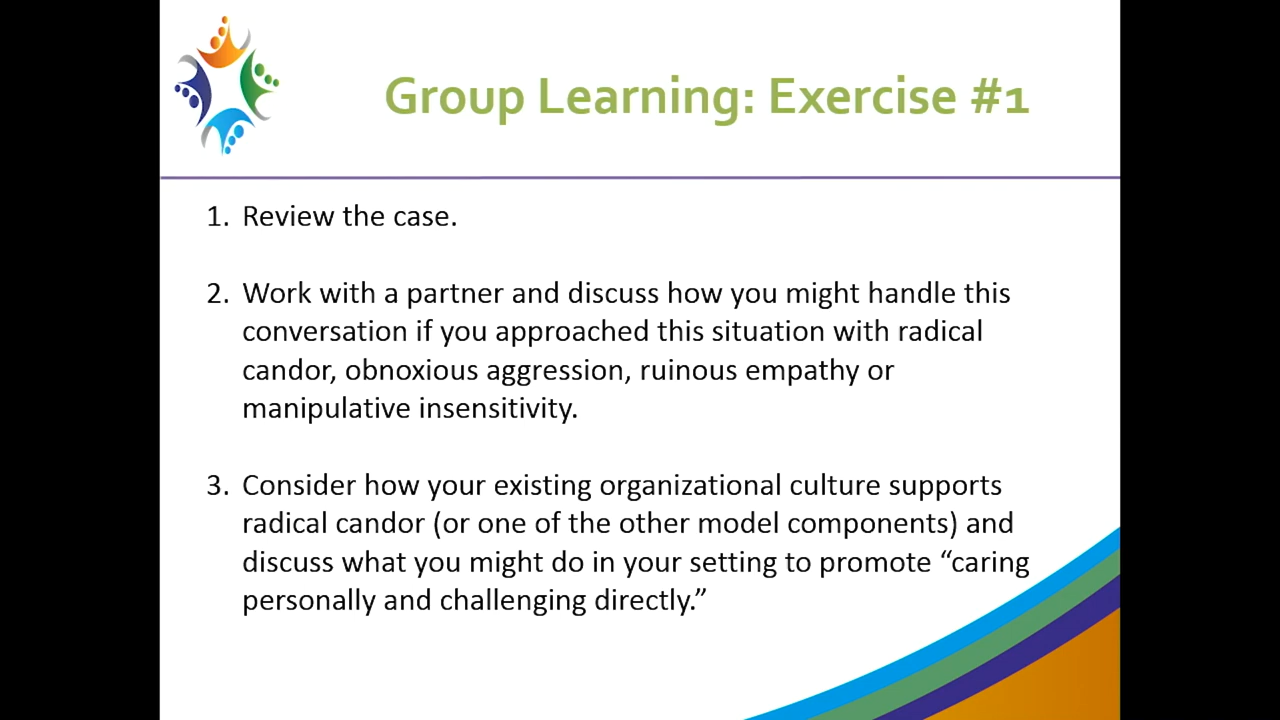 Group Learning: Exercise #1
1. Review the case.
2. Work with a partner and discuss how you might handle this
conversation if you approached this situation with radical
candor, obnoxious aggression, ruinous empathy or
manipulative insensitivity.
3. Consider how your existing organizational culture supports
radical candor (or one of the other model components) and
discuss what you might do in your setting to promote “caring
personally and challenging directly.”